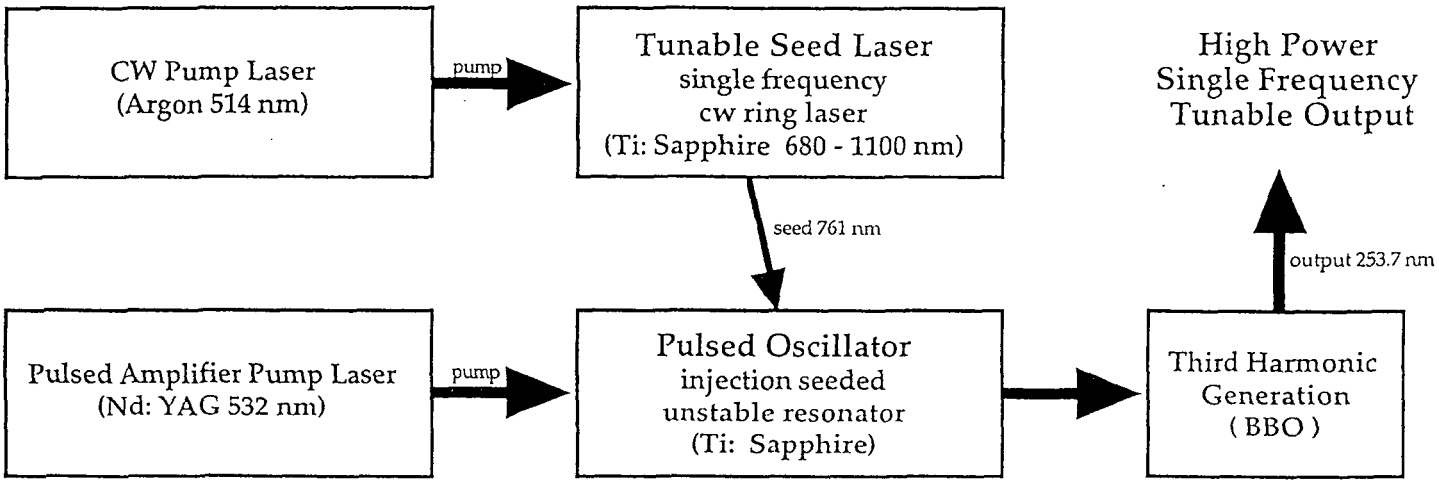 CW Pump Laser
(Argon 514 nm)
pump
Tunable Seed Laser
single frequency
cw ring laser
(Ti: Sapphire 680 - 1100 nm)
High Power
Single Frequency
Tunable Output
seed 761 nm
output 253.7 nm
Pulsed Amplifier Pump Laser
(Nd: YAG 532 nm)
pump
Pulsed Oscillator
injection seeded
unstable resonator
(Ti: Sapphire)
Third Harmonic
Generation
( BBO )